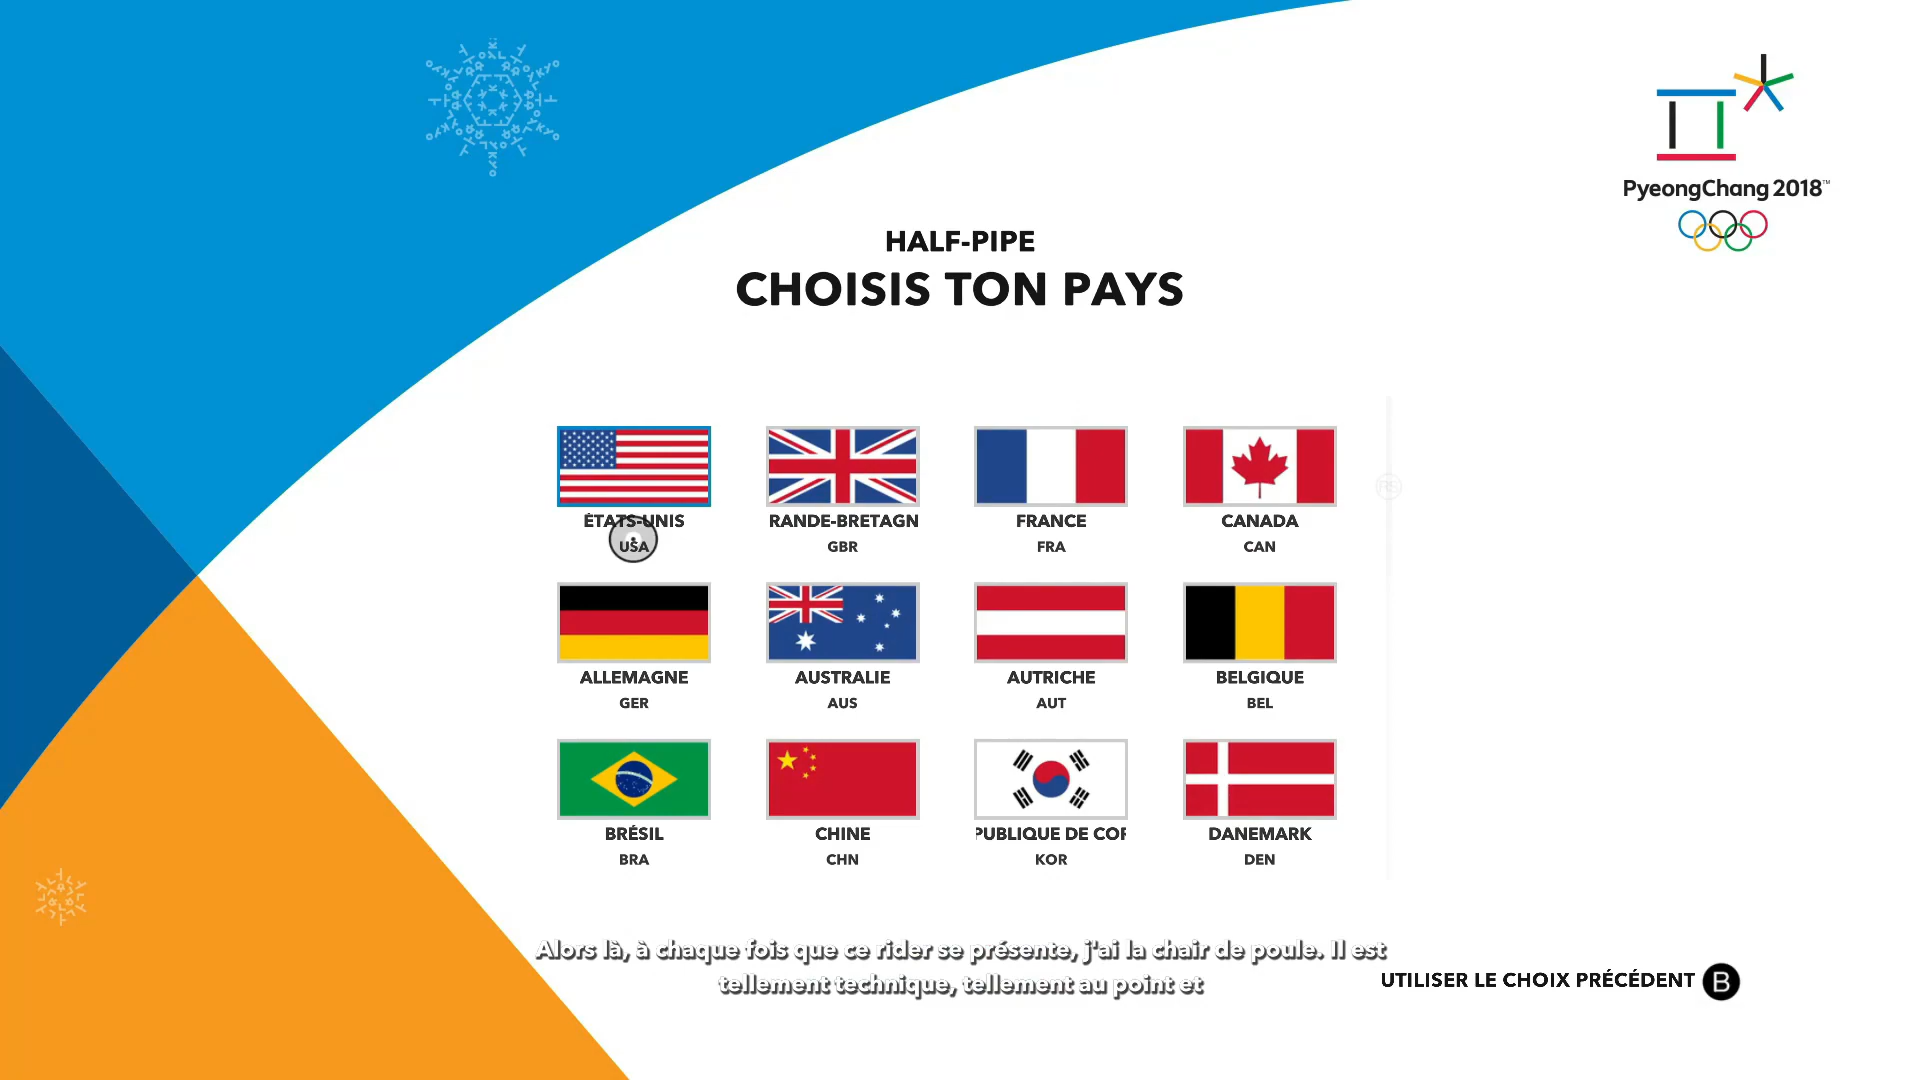 PyeongChang 2018™
HALF-PIPE
CHOISIS TON PAYS
ÉTATS-UNIS
USA
RANDE-BRETAGN
GBR
FRANCE
FRA
CANADA
CAN
ALLEMAGNE
GER
AUSTRALIE
AUS
AUTRICHE
AUT
BELGIQUE
BEL
BRÉSIL
BRA
CHINE
CHN
PUBLIQUE DE COR
KOR
DANEMARK
DEN
Alors là, à chaque fois que ce rider se présente, j'ai la chair de poule. Il est
tellement technique, tellement au point et
UTILISER LE CHOIX PRÉCÉDENT B